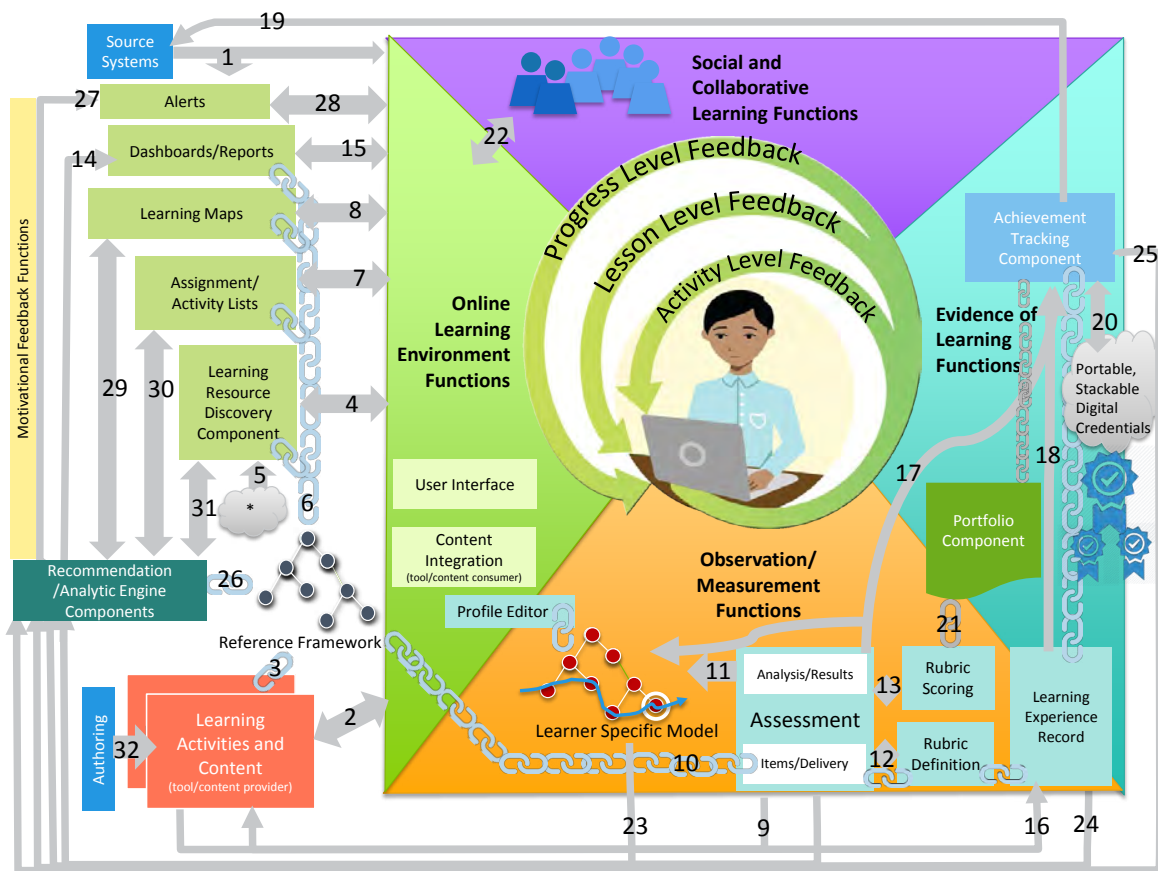 19
Source
Systems
1
27
Alerts
28
14
Dashboards/Reports
15
22
Learning Maps
8
Assignment/
Activity Lists
7
29
30
Learning
Resource
Discovery
Component
4
5
31
*
6
Motivational Feedback Functions
Recommendation
/Analytic Engine
Components
26
Reference Framework
3
Authoring
32
Learning
Activities and
Content
(tool/content provider)
2
Social and
Collaborative
Learning Functions
Progress Level Feedback
Lesson Level Feedback
Activity Level Feedback
Online
Learning
Environment
Functions
User Interface
Content
Integration
(tool/content consumer)
Profile Editor
Observation/
Measurement
Functions
Learner Specific Model
11
Analysis/Results
Assessment
Items/Delivery
10
13
12
Rubric
Scoring
Rubric
Definition
21
Learning
Experience
Record
Portfolio
Component
17
18
Evidence of
Learning
Functions
Achievement
Tracking
Component
25
20
Portable,
Stackable
Digital
Credentials
23
9
16
24